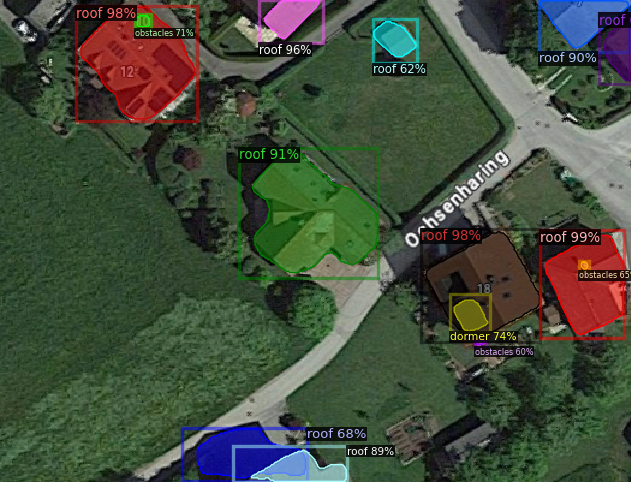 roof 98%
obstacles 71%
12
roof 96%
roof 62%
roof 90%
roof
roof 91%
Ochsenharing
roof 98%
18
dormer 74%
obstacles 60%
roof 99%
obstacles 65%
roof 68%
roof 89%